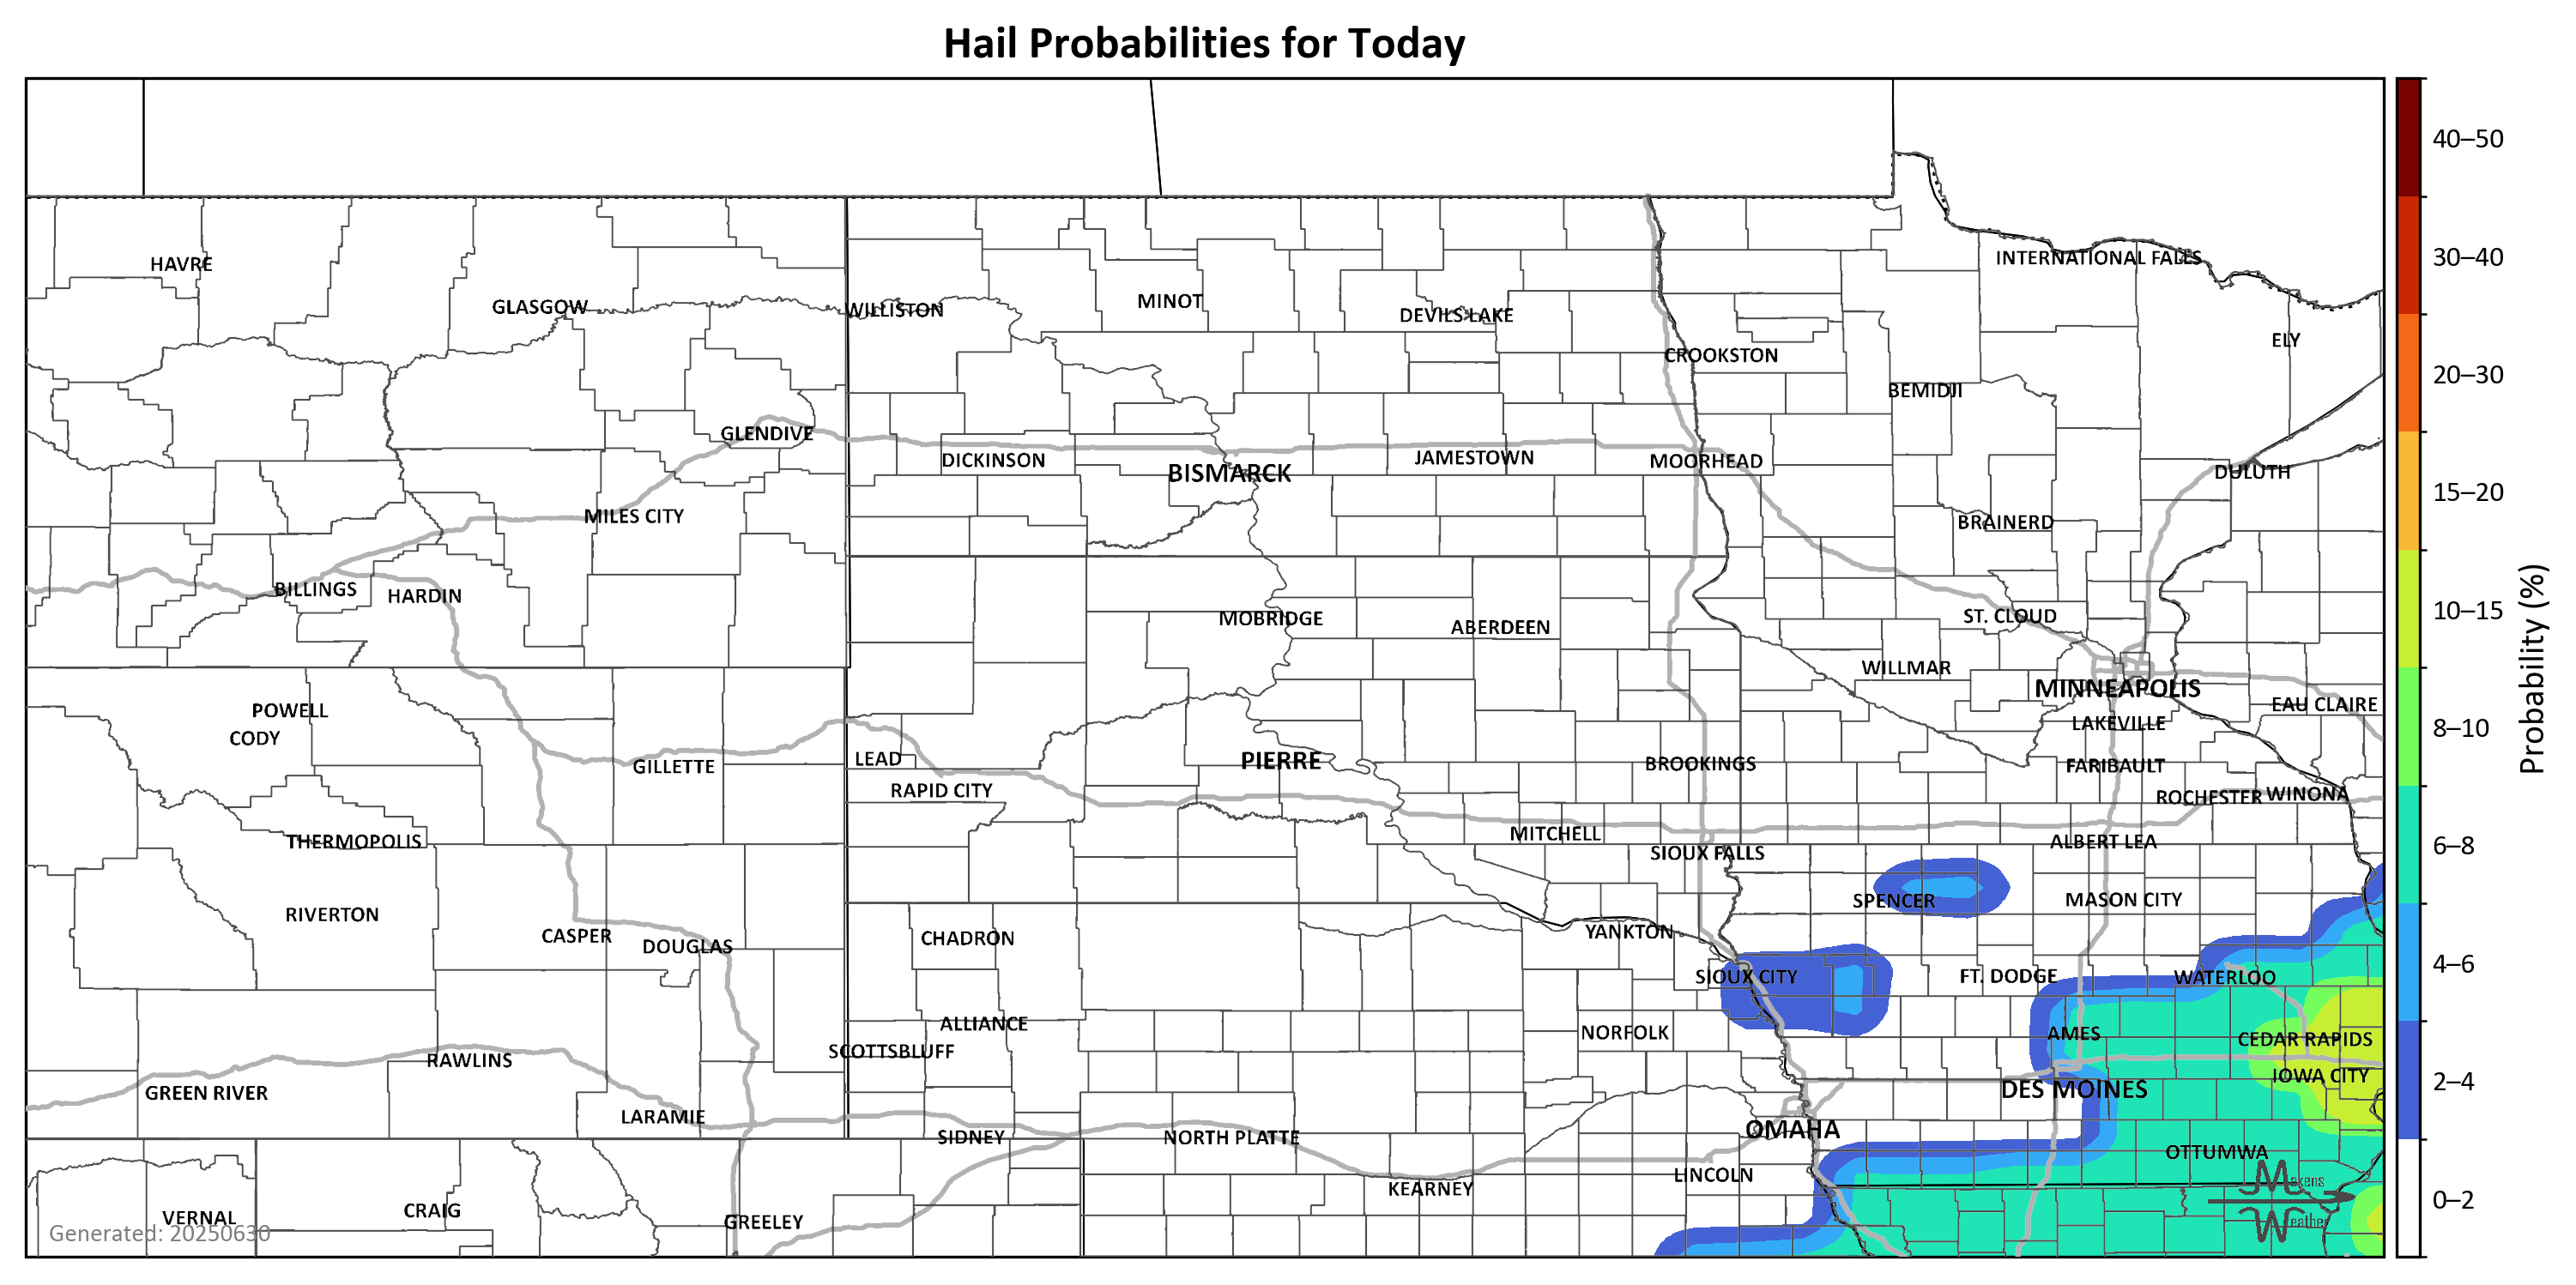 Hail Probabilities for Today
HAVRE
INTERNATIONAL FALLS
GLASGOW
WILLISTON
MINOT
DEVILS LAKE
ELY
CROOKSTON
BEMIDJI
GLENDIVE
DICKINSON
BISMARCK
JAMESTOWN
MOORHEAD
DULUTH
MILES CITY
BRAINERD
BILLINGS
HARDIN
MOBRIDGE
ABERDEEN
ST. CLOUD
WILLMAR
MINNEAPOLIS
EAU CLAIRE
POWELL
CODY
LAKEVILLE
GILLETTE
LEAD
PIERRE
BROOKINGS
FARIBAULT
RAPID CITY
ROCHESTER
WINONA
THERMOPOLIS
MITCHELL
ALBERT LEA
SIOUX FALLS
RIVERTON
SPENCER
MASON CITY
CASPER
DOUGLAS
CHADRON
YANKTON
SIOUX CITY
FT. DODGE
WATERLOO
ALLIANCE
NORFOLK
AMES
CEDAR RAPIDS
SCOTTSBLUFF
RAWLINS
IOWA CITY
GREEN RIVER
DES MOINES
LARAMIE
SIDNEY
NORTH PLATTE
OMAHA
OTTUMWA
LINCOLN
KEARNEY
VERNAL
CRAIG
GREELEY
Generated: 20250630
Makens
Weather
40–50
30–40
20–30
15–20
10–15
8–10
6–8
4–6
2–4
0–2
Probability (%)